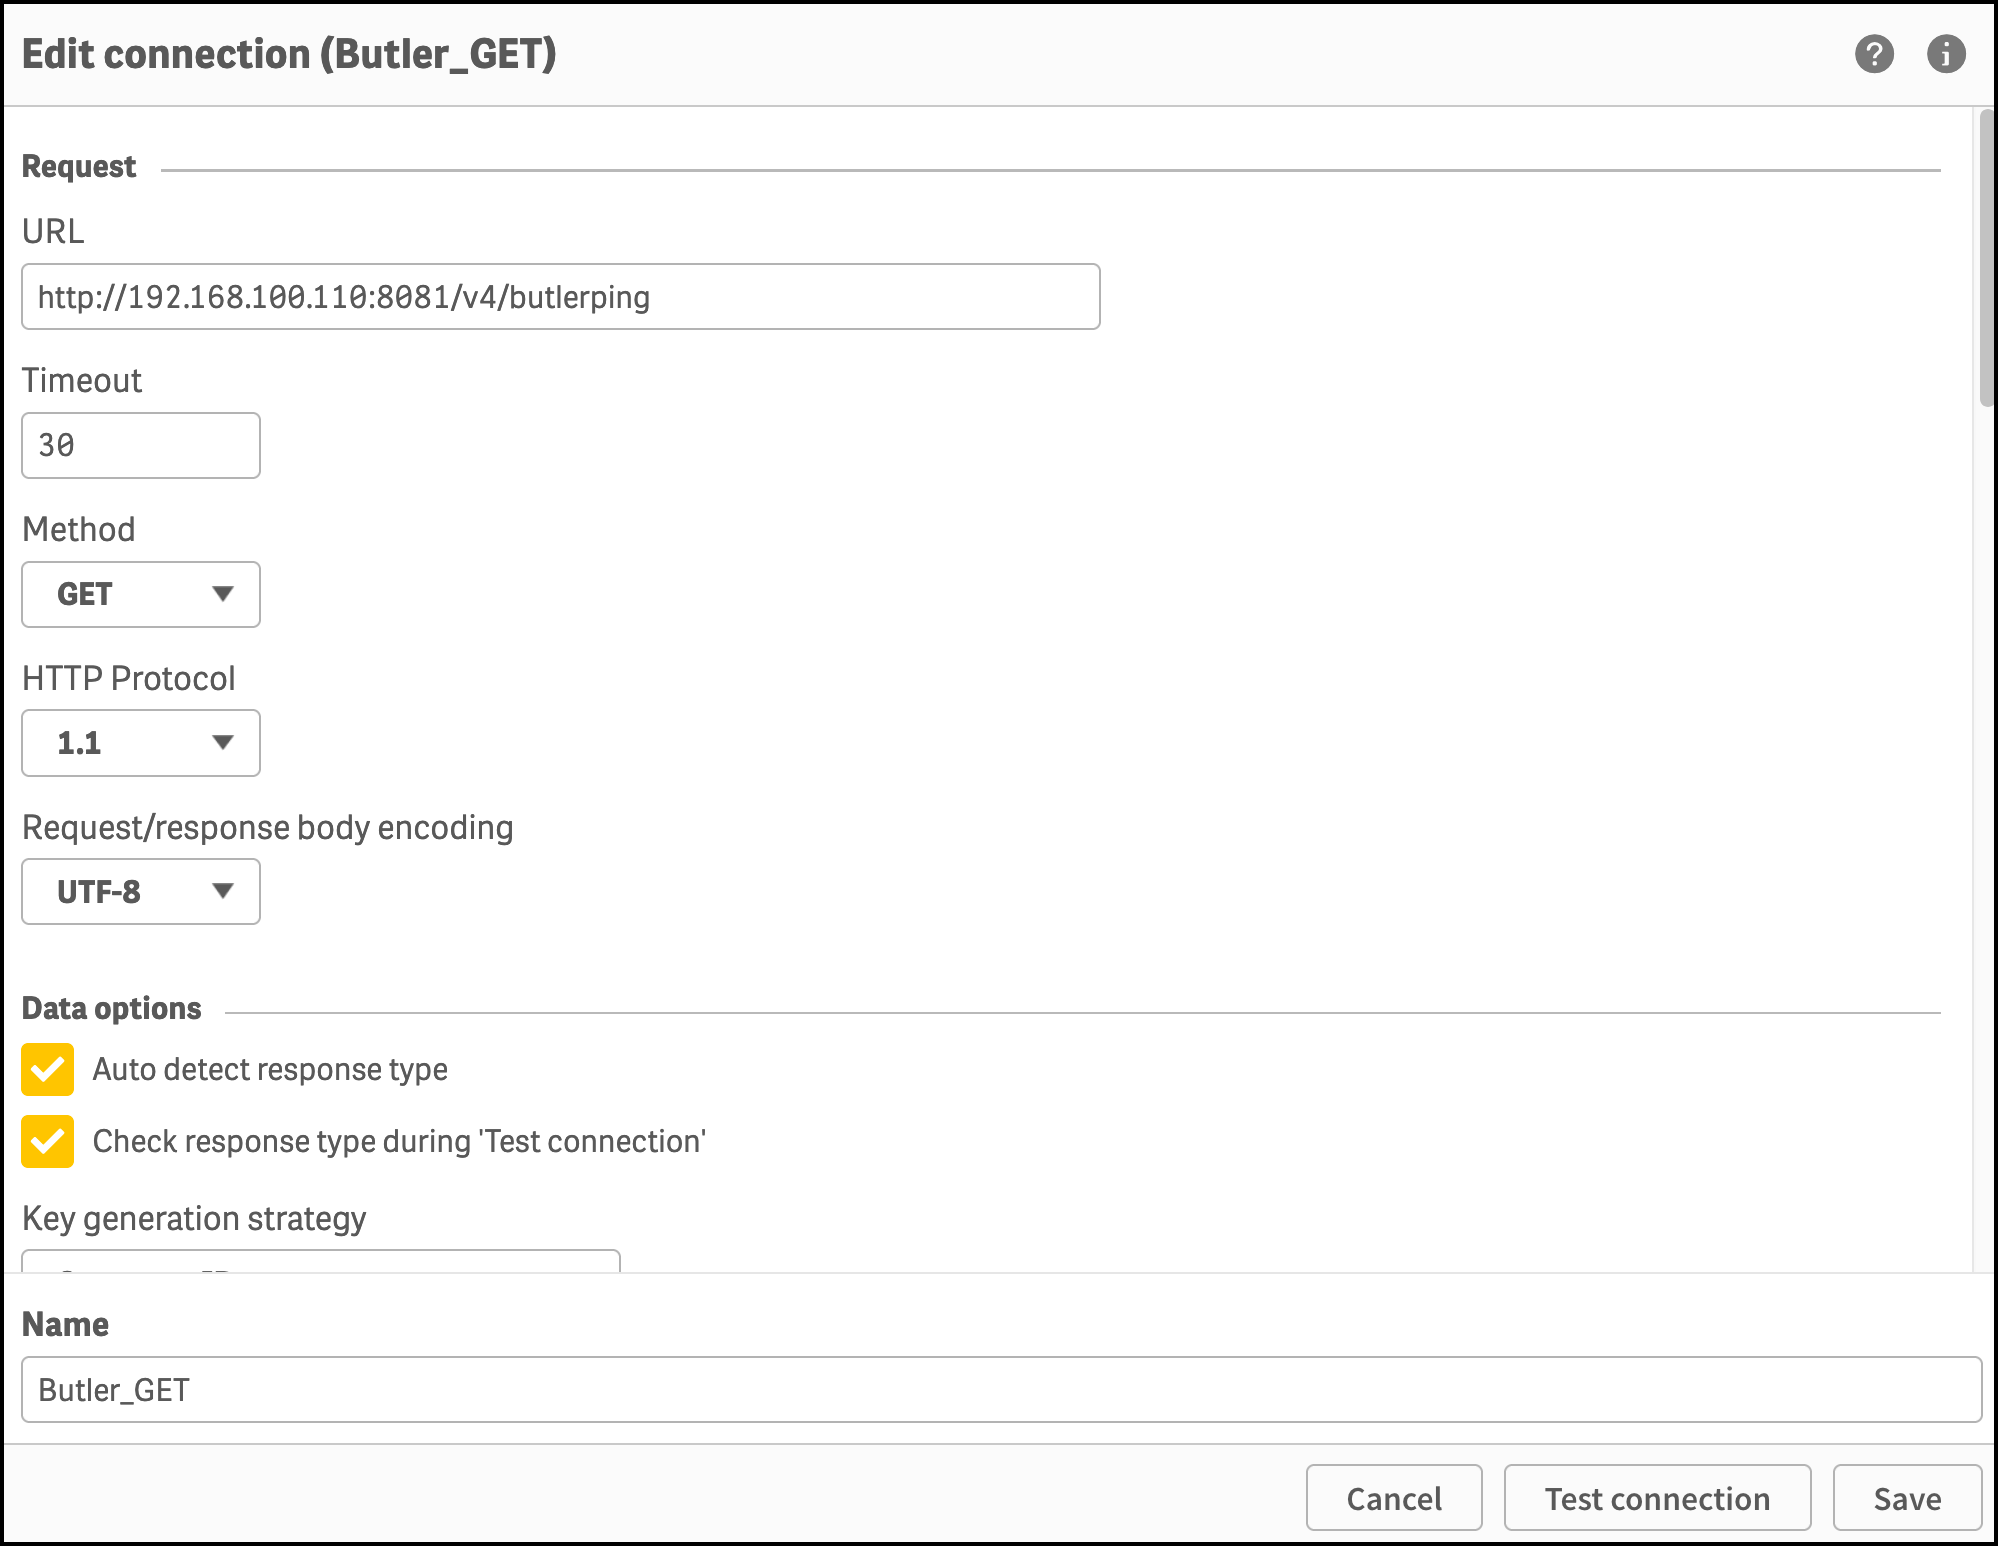 Edit connection (Butler_GET)
Request
URL
http://192.168.100.110:8081/v4/butlerping
Timeout
30
Method
GET
HTTP Protocol
1.1
Request/response body encoding
UTF-8
Data options
Auto detect response type
Check response type during 'Test connection'
Key generation strategy
Name
Butler_GET
Cancel Test connection Save